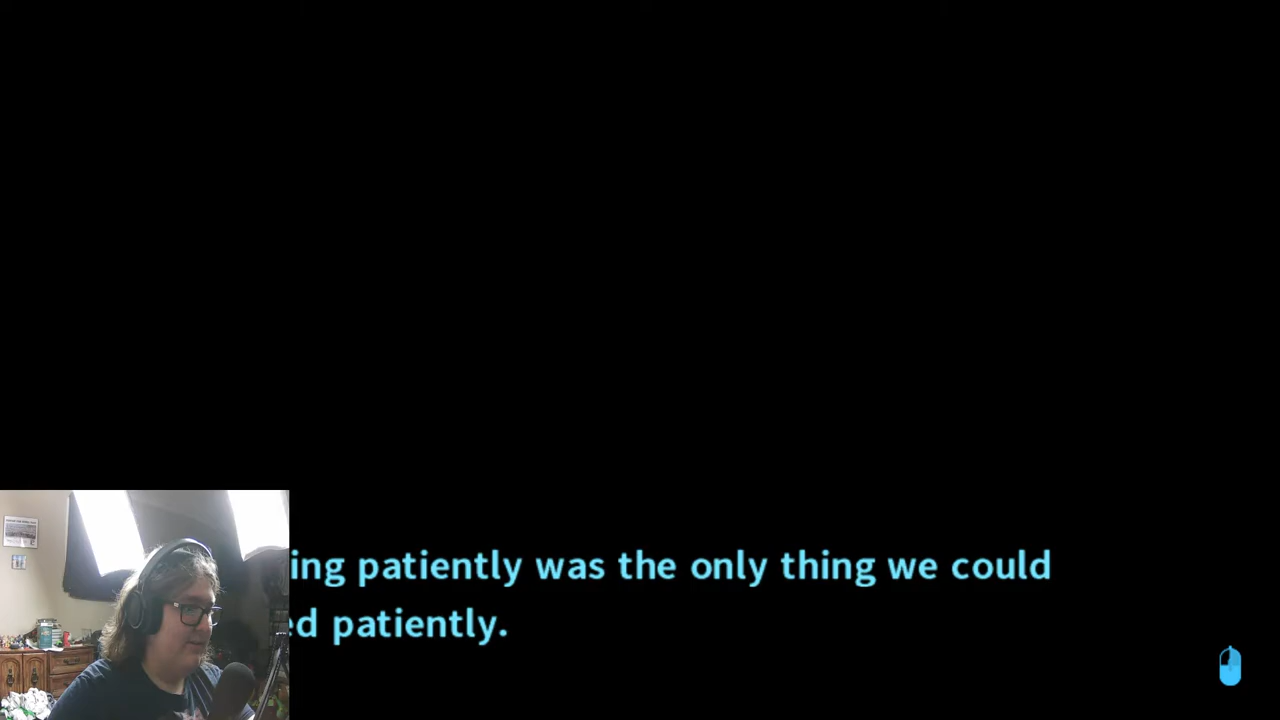 ing patiently was the only thing we could
ed patiently.